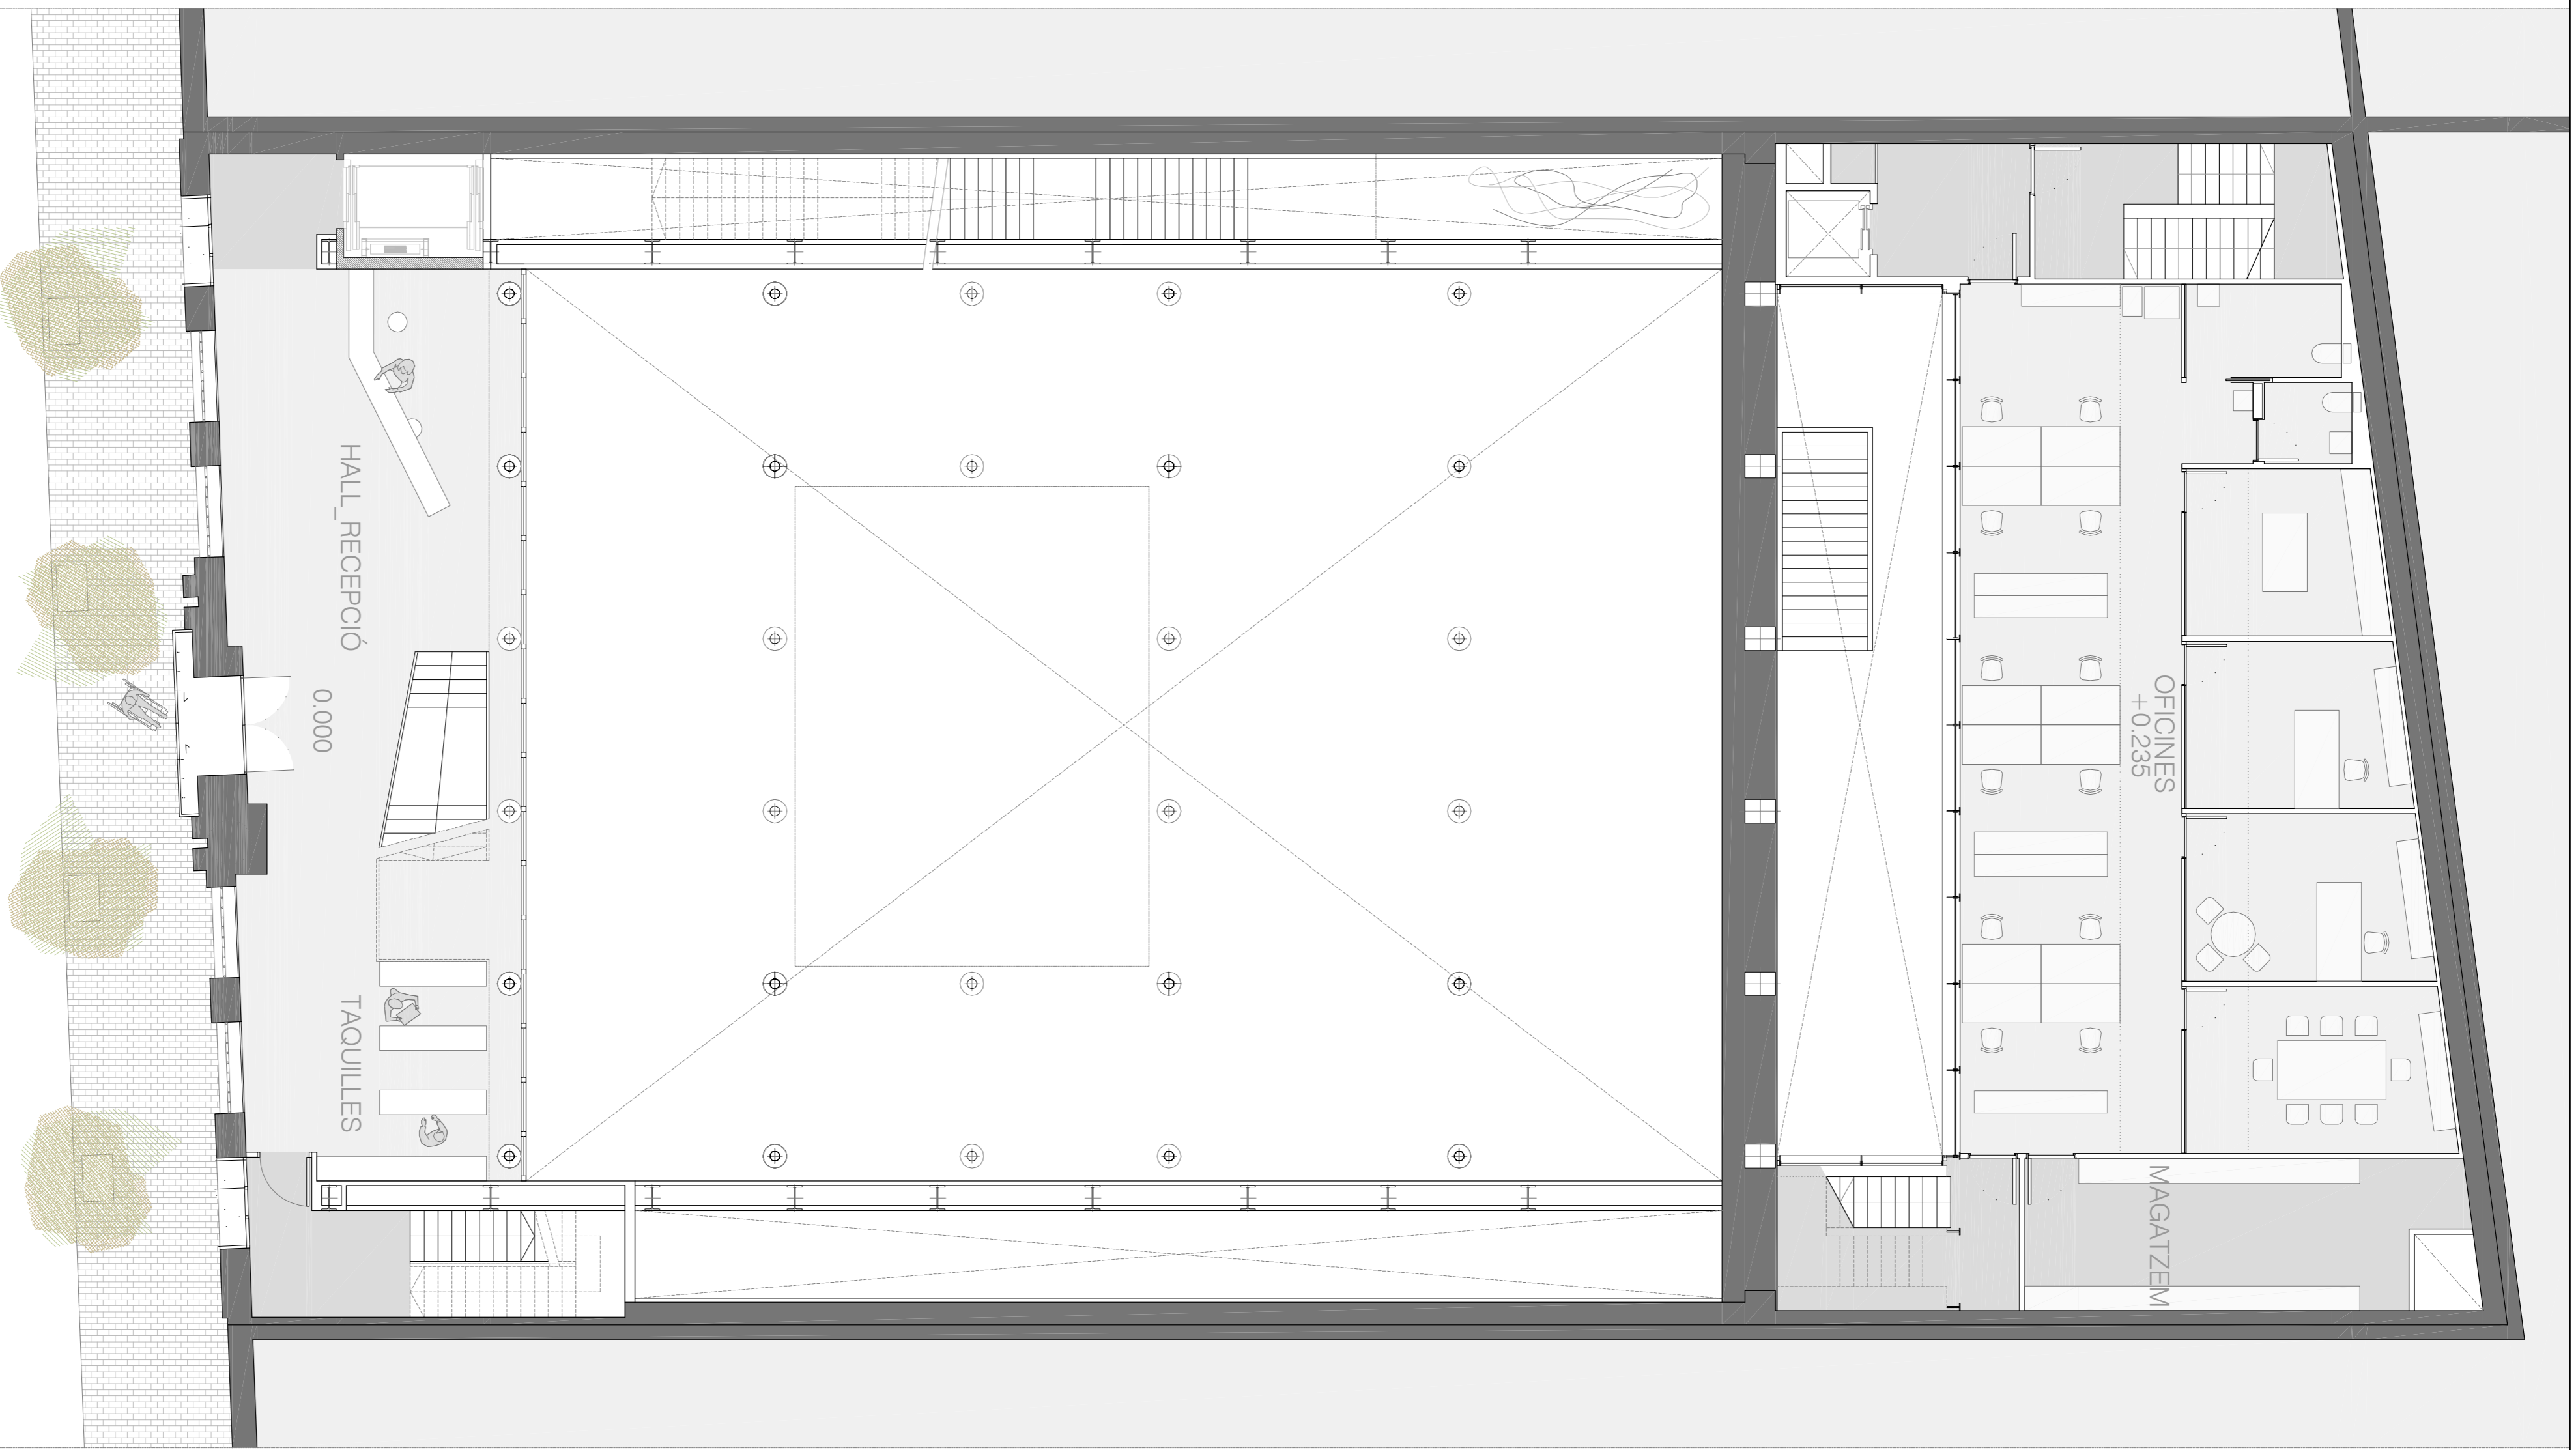 HALL_RECEPCIÓ
0.000
TAQUILLES
OFICINES
+0.235
MAGATZEM